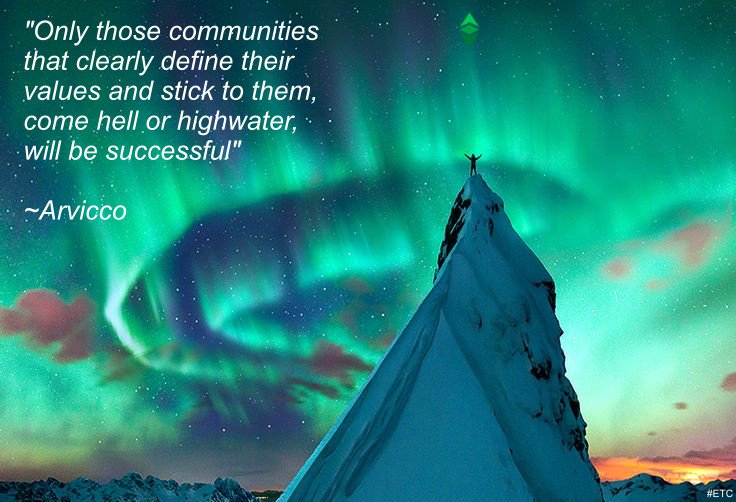 "Only those communities
that clearly define their
values and stick to them,
come hell or highwater,
will be successful"
~Arvicco
#ETC